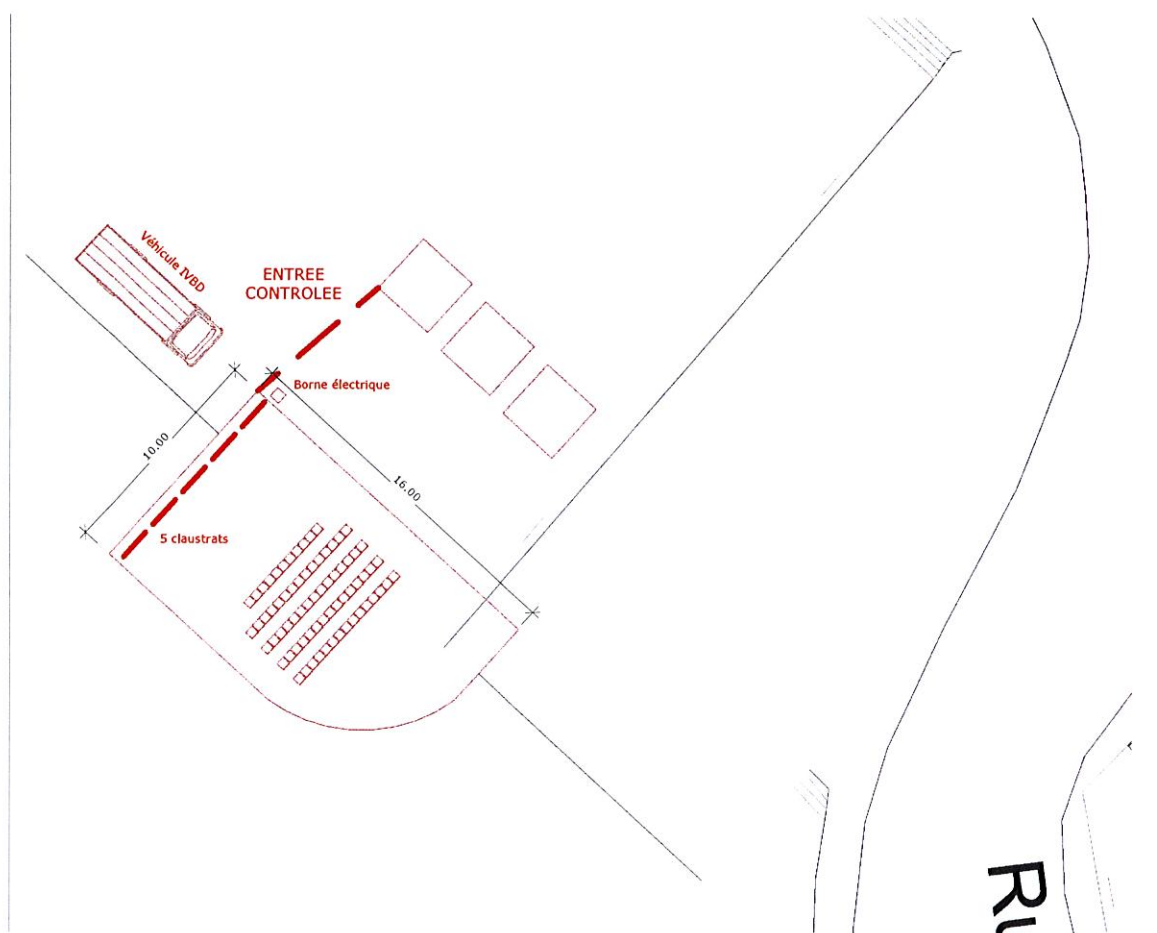 Véhicule IVBD
ENTREE
CONTROLEE
Borne électrique
10.00
16.00
5 claustrats
Ru